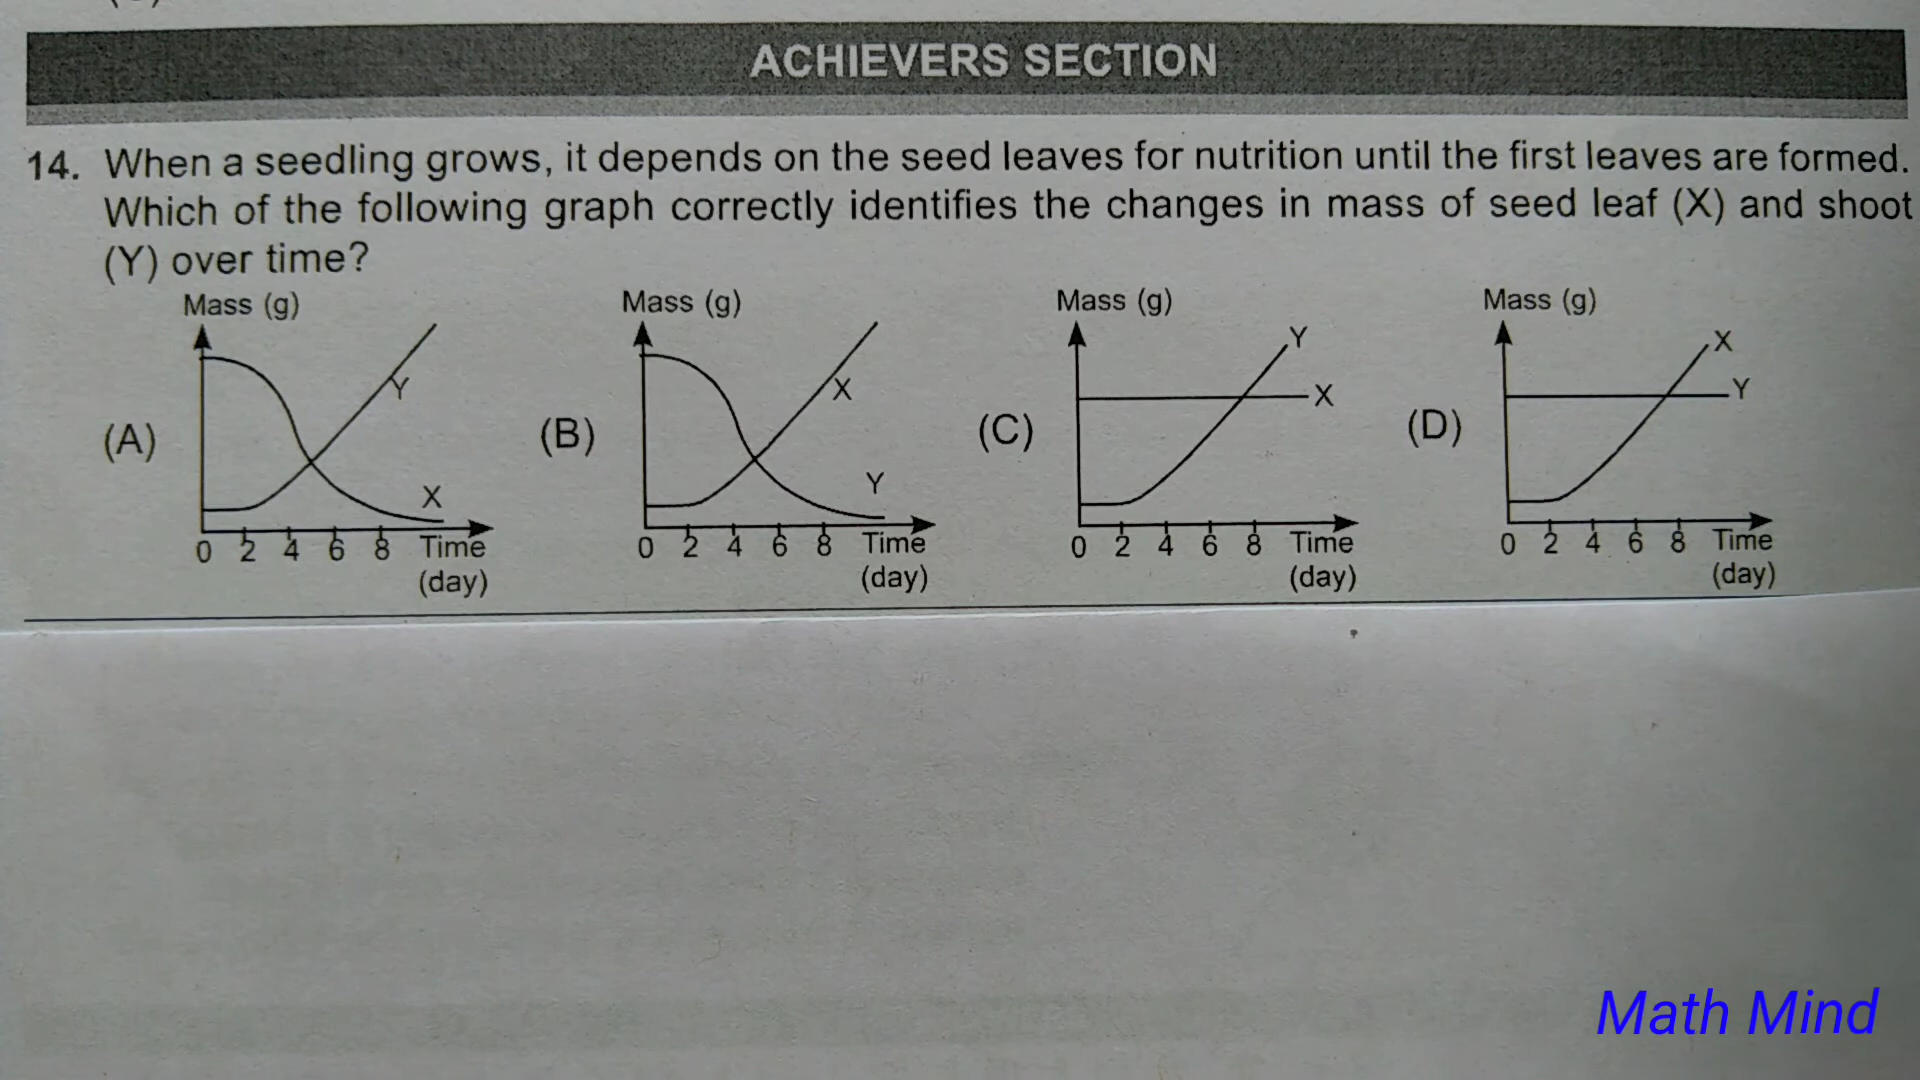 ACHIEVERS SECTION
14. When a seedling grows, it depends on the seed leaves for nutrition until the first leaves are formed.
Which of the following graph correctly identifies the changes in mass of seed leaf (X) and shoot
(Y) over time?
(A)
Mass (g)
Y
X
0 2 4 6 8 Time
(day)
(B)
Mass (g)
X
Y
0 2 4 6 8 Time
(day)
(C)
Mass (g)
Y
X
0 2 4 6 8 Time
(day)
(D)
Mass (g)
X
Y
0 2 4 6 8 Time
(day)
Math Mind